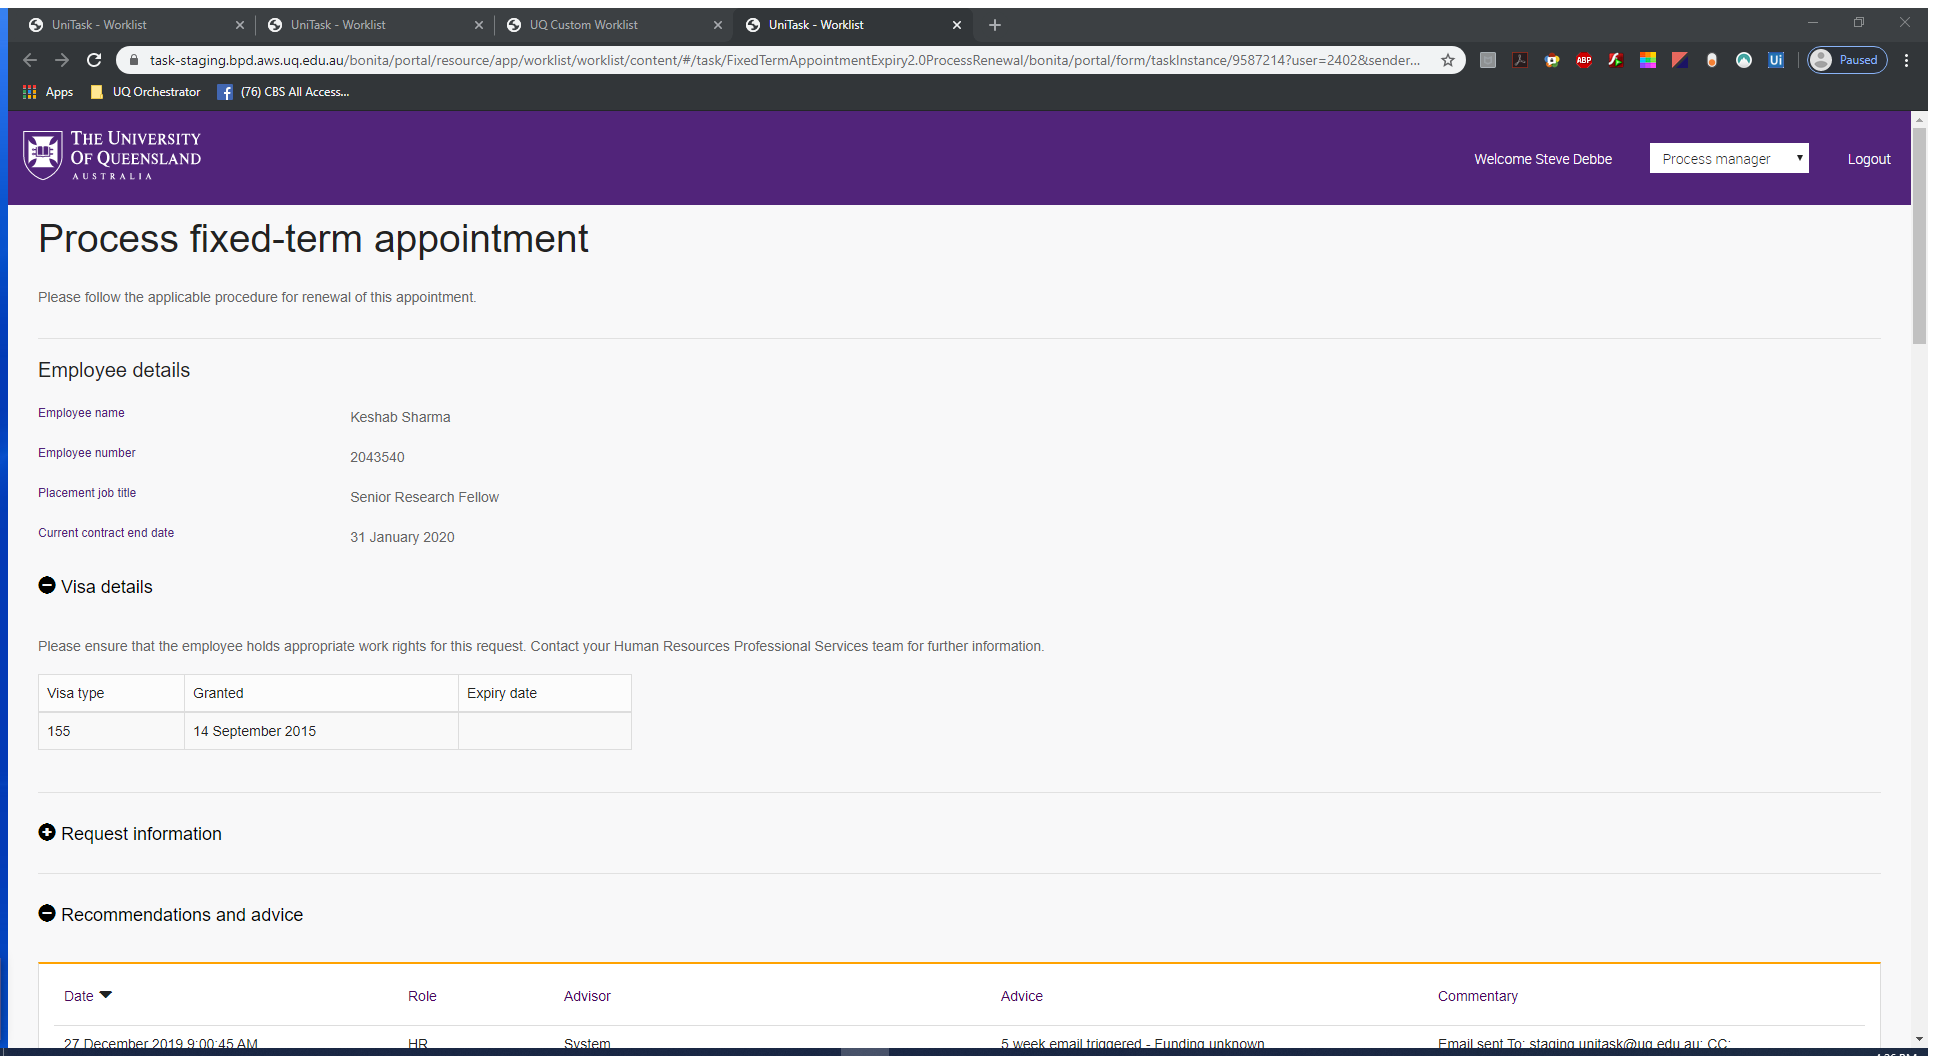 UniTask - Worklist
UniTask - Worklist
UQ Custom Worklist
UniTask - Worklist
task-staging.bpd.aws.uq.edu.au/bonita/portal/resource/app/worklist/worklist/content/#/task/FixedTermAppointmentExpiry2.0ProcessRenewal/bonita/portal/form/taskInstance/9587214?user=2402&sender...
ABP
Ui
Paused
Apps
UQ Orchestrator
(76) CBS All Access...
THE UNIVERSITY
OF QUEENSLAND
AUSTRALIA
Welcome Steve Debbe
Process manager
Logout
Process fixed-term appointment
Please follow the applicable procedure for renewal of this appointment.
Employee details
Employee name Keshab Sharma
Employee number 2043540
Placement job title Senior Research Fellow
Current contract end date 31 January 2020
Visa details
Please ensure that the employee holds appropriate work rights for this request. Contact your Human Resources Professional Services team for further information.
Visa type Granted Expiry date
155 14 September 2015
Request information
Recommendations and advice
Date Role Advisor Advice Commentary
27 December 2019 9:00:45 AM HR System 5 week email triggered - Funding unknown Email sent To: staging.unitask@uq.edu.au; CC: